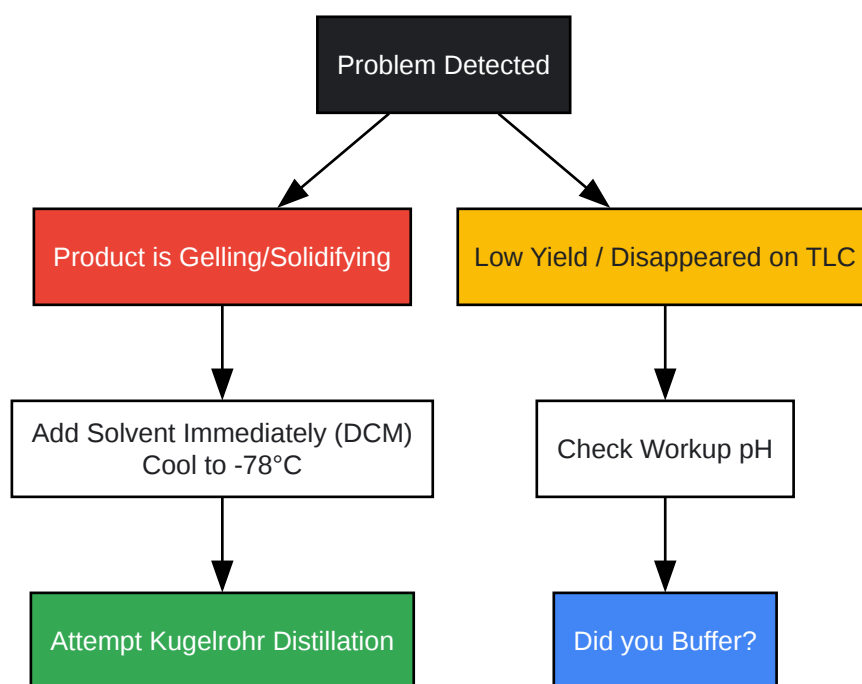 Problem Detected
Product is Gelling/Solidifying
Low Yield / Disappeared on TLC
Add Solvent Immediately (DCM)
Cool to -78°C
Check Workup pH
Attempt Kugelrohr Distillation
Did you Buffer?